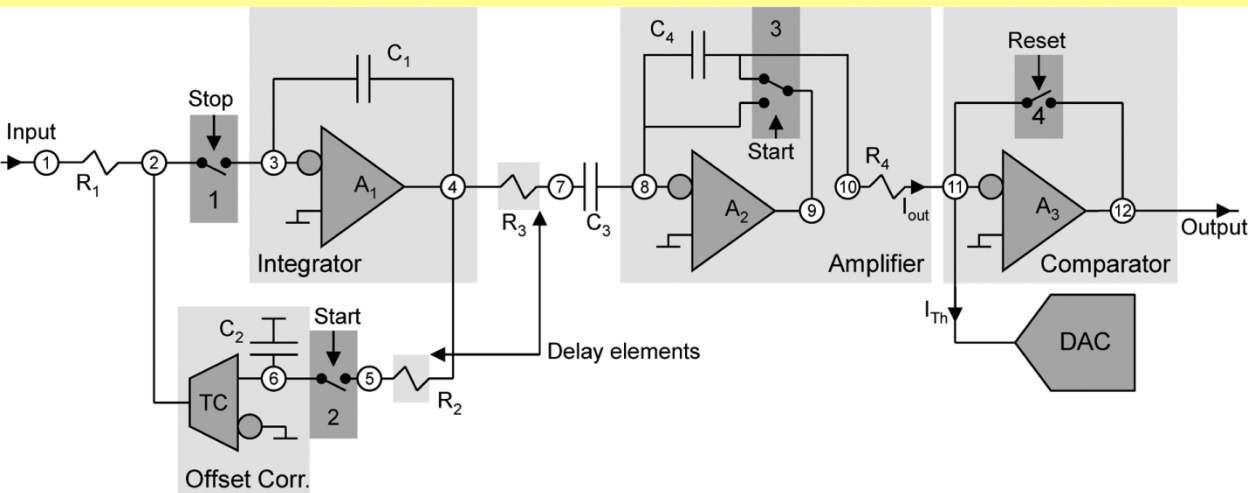 C₄
3
Reset
C₁
Stop
4
Input
1
R₁
2
1
3
A₁
4
R₃
7
C₃
8
Start
A₂
9
10
R₄
I_out
11
A₃
12
Output
Integrator
Amplifier
Comparator
C₂
Start
I_Th
DAC
Delay elements
6
5
TC
2
R₂
Offset Corr.